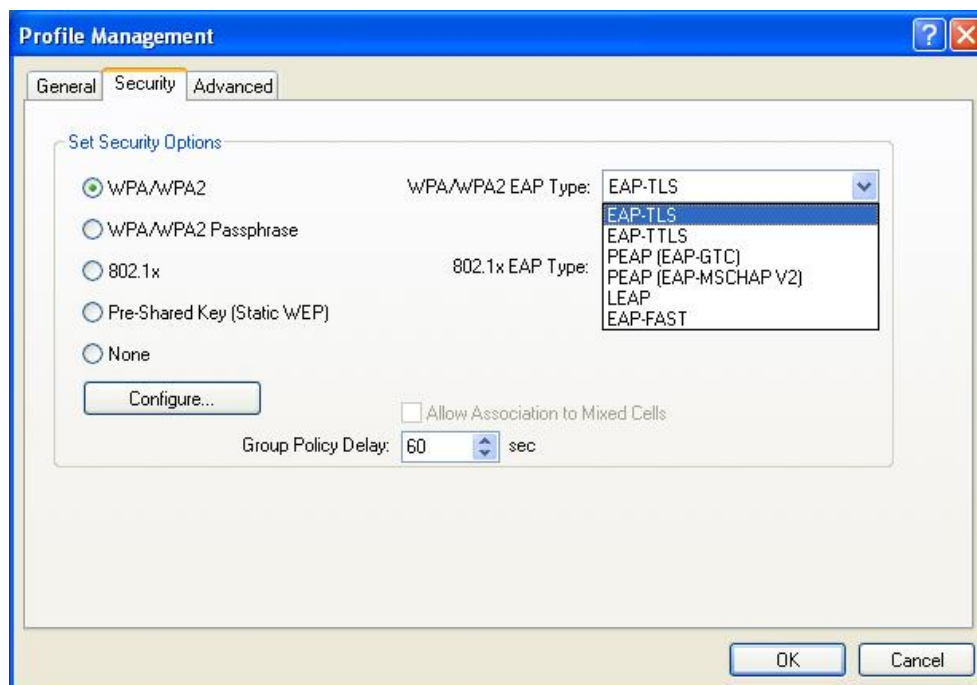 Profile Management
General Security Advanced
Set Security Options
WPA/WPA2 WPA/WPA2 EAP Type: EAP-TLS
EAP-TLS
WPA/WPA2 Passphrase EAP-TTLS
PEAP (EAP-GTC)
802.1x 802.1x EAP Type: PEAP (EAP-MSCHAP V2)
LEAP
Pre-Shared Key (Static WEP) EAP-FAST
None
Configure...
Allow Association to Mixed Cells
Group Policy Delay: 60 sec
OK Cancel